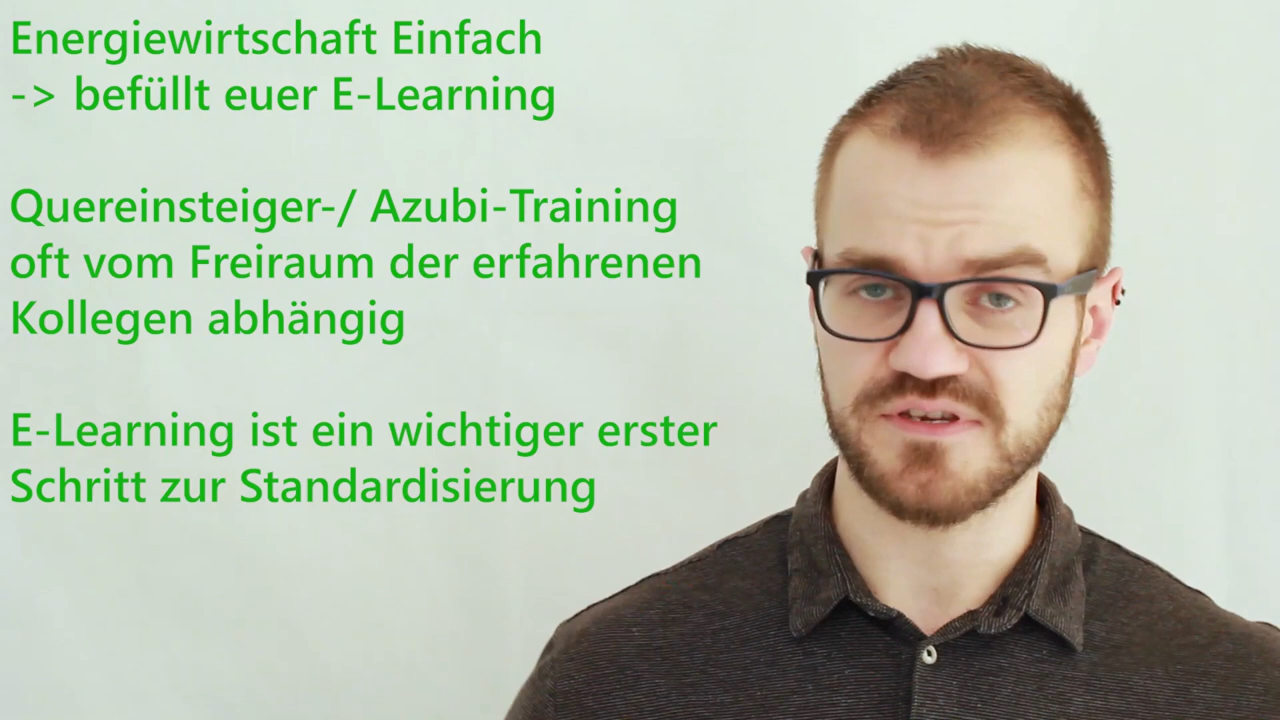 Energiewirtschaft Einfach
-> befüllt euer E-Learning
Quereinsteiger-/ Azubi-Training
oft vom Freiraum der erfahrenen
Kollegen abhängig
E-Learning ist ein wichtiger erster
Schritt zur Standardisierung